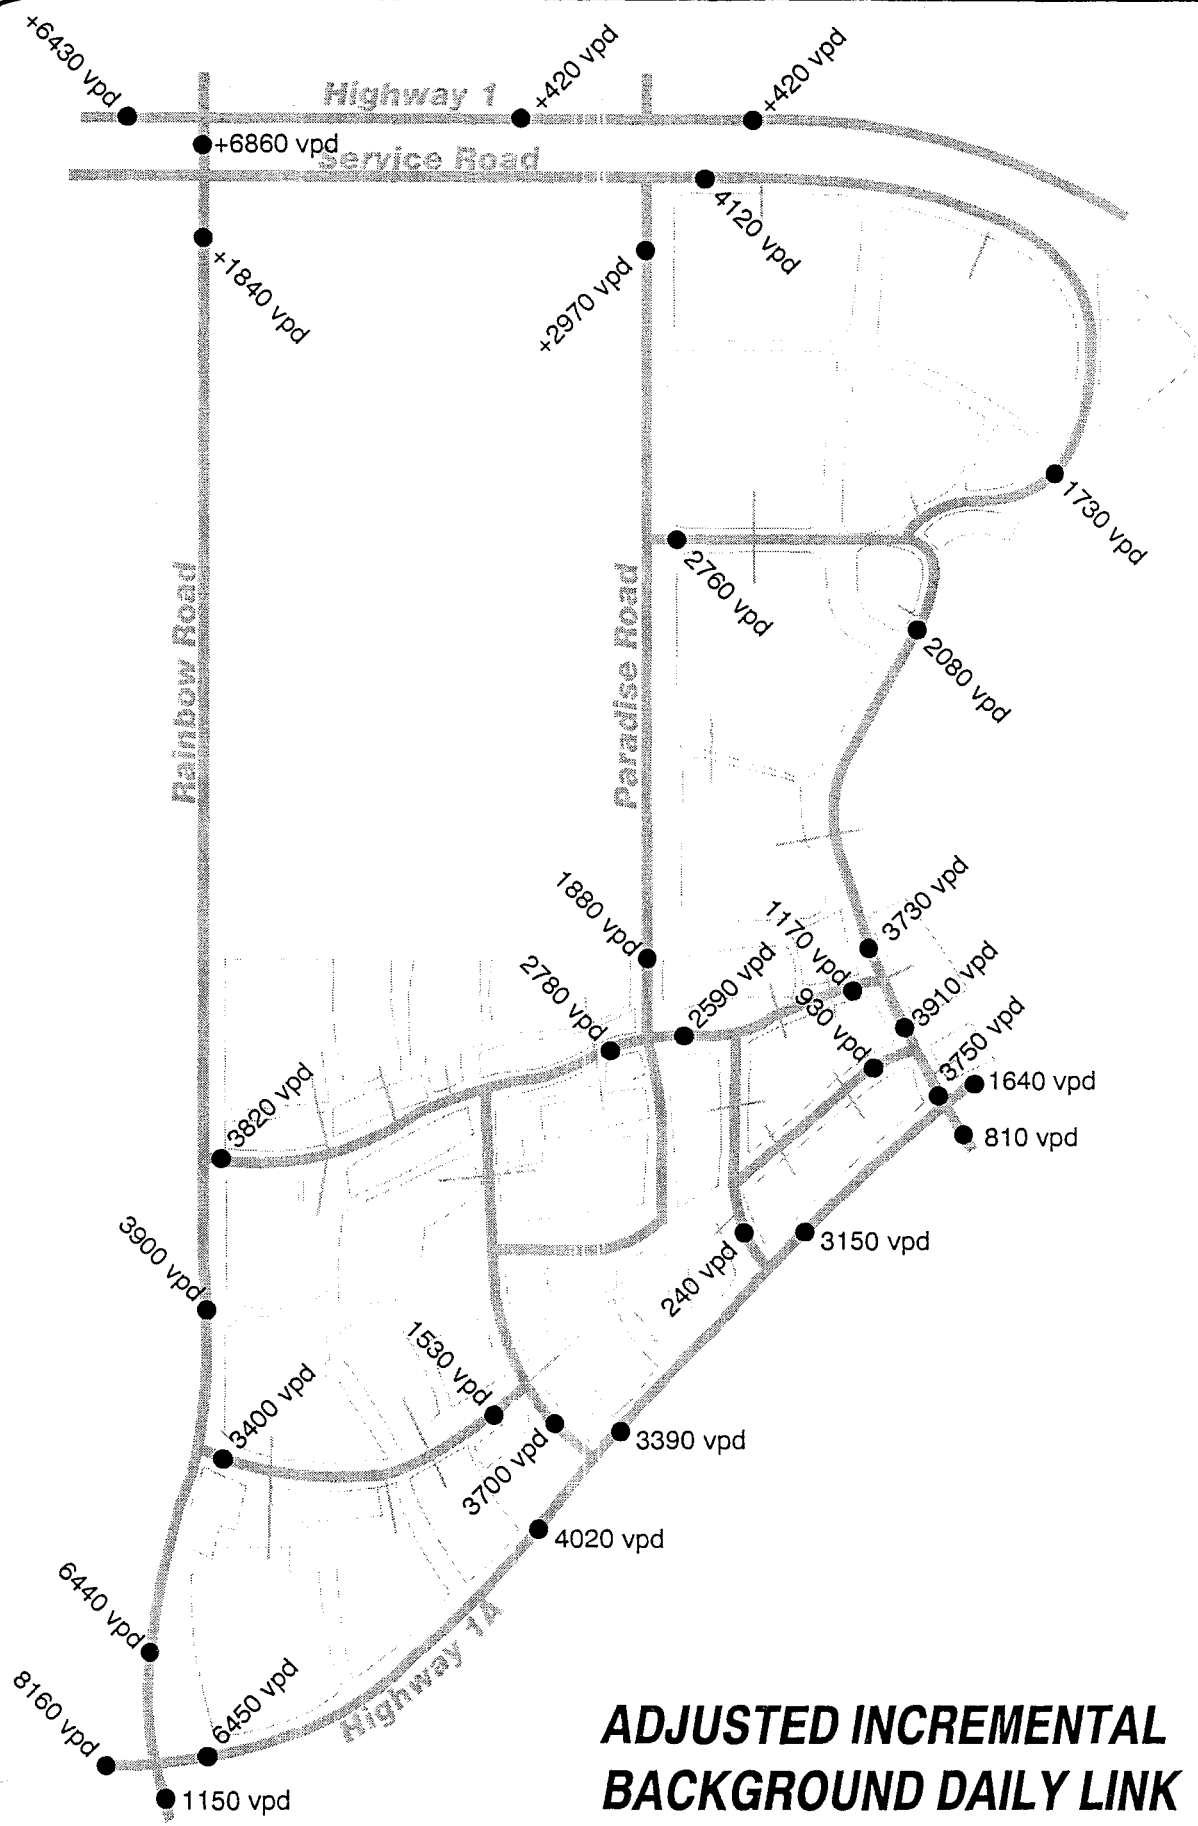 +6430 vpd
Highway 1
+420 vpd
+420 vpd
+6860 vpd
Service Road
4120 vpd
+1840 vpd
+2970 vpd
1730 vpd
2760 vpd
Rainbow Road
Paradise Road
2080 vpd
1880 vpd
3730 vpd
1170 vpd
2780 vpd
2590 vpd
930 vpd
3910 vpd
3750 vpd
1640 vpd
3820 vpd
810 vpd
3900 vpd
240 vpd
3150 vpd
1530 vpd
3400 vpd
3700 vpd
3390 vpd
4020 vpd
6440 vpd
Highway 1A
8160 vpd
6450 vpd
1150 vpd
ADJUSTED INCREMENTAL
BACKGROUND DAILY LINK